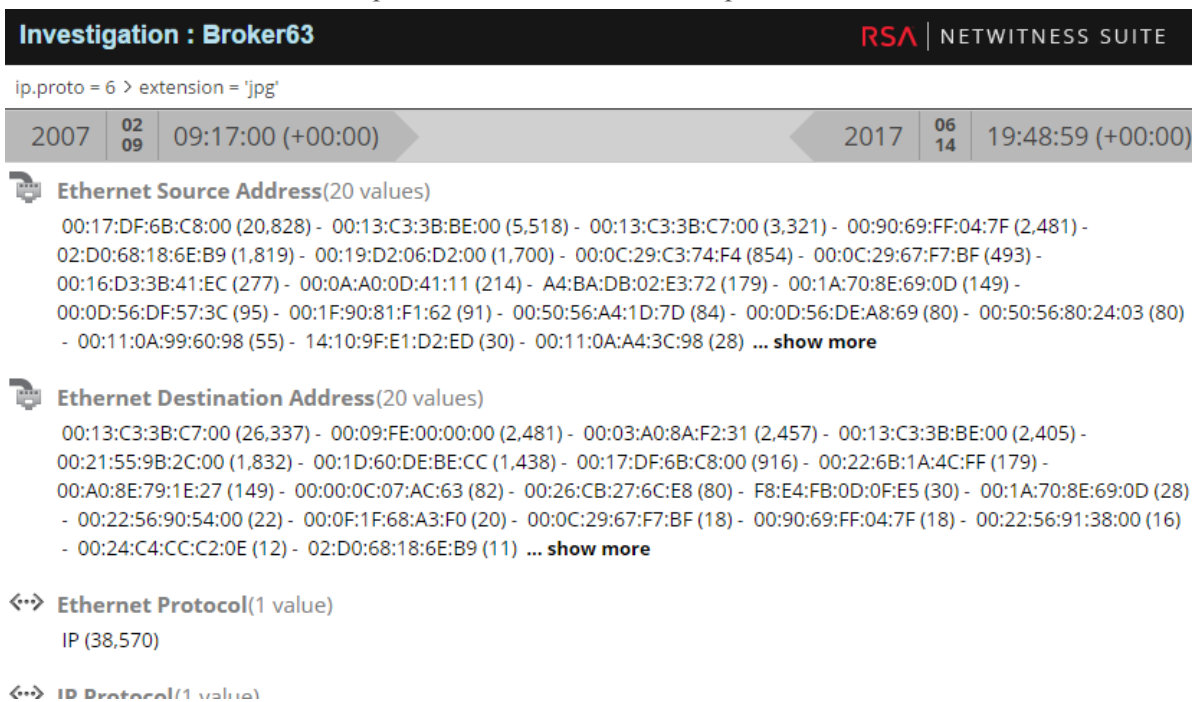 Investigation : Broker63
RSA | NETWITNESS SUITE
ip.proto = 6 > extension = 'jpg'
2007 02 09 09:17:00 (+00:00)
2017 06 14 19:48:59 (+00:00)
Ethernet Source Address(20 values)
00:17:DF:6B:C8:00 (20,828) - 00:13:C3:3B:BE:00 (5,518) - 00:13:C3:3B:C7:00 (3,321) - 00:90:69:FF:04:7F (2,481) -
02:D0:68:18:6E:B9 (1,819) - 00:19:D2:06:D2:00 (1,700) - 00:0C:29:C3:74:F4 (854) - 00:0C:29:67:F7:BF (493) -
00:16:D3:3B:41:EC (277) - 00:0A:A0:0D:41:11 (214) - A4:BA:DB:02:E3:72 (179) - 00:1A:70:8E:69:0D (149) -
00:0D:56:DF:57:3C (95) - 00:1F:90:81:F1:62 (91) - 00:50:56:A4:1D:7D (84) - 00:0D:56:DE:A8:69 (80) - 00:50:56:80:24:03 (80)
- 00:11:0A:99:60:98 (55) - 14:10:9F:E1:D2:ED (30) - 00:11:0A:A4:3C:98 (28) ... show more
Ethernet Destination Address(20 values)
00:13:C3:3B:C7:00 (26,337) - 00:09:FE:00:00:00 (2,481) - 00:03:A0:8A:F2:31 (2,457) - 00:13:C3:3B:BE:00 (2,405) -
00:21:55:9B:2C:00 (1,832) - 00:1D:60:DE:BE:CC (1,438) - 00:17:DF:6B:C8:00 (916) - 00:22:6B:1A:4C:FF (179) -
00:A0:8E:79:1E:27 (149) - 00:00:0C:07:AC:63 (82) - 00:26:CB:27:6C:E8 (80) - F8:E4:FB:0D:0F:E5 (30) - 00:1A:70:8E:69:0D (28)
- 00:22:56:90:54:00 (22) - 00:0F:1F:68:A3:F0 (20) - 00:0C:29:67:F7:BF (18) - 00:90:69:FF:04:7F (18) - 00:22:56:91:38:00 (16)
- 00:24:C4:CC:C2:0E (12) - 02:D0:68:18:6E:B9 (11) ... show more
Ethernet Protocol(1 value)
IP (38,570)
IP Protocol(1 value)